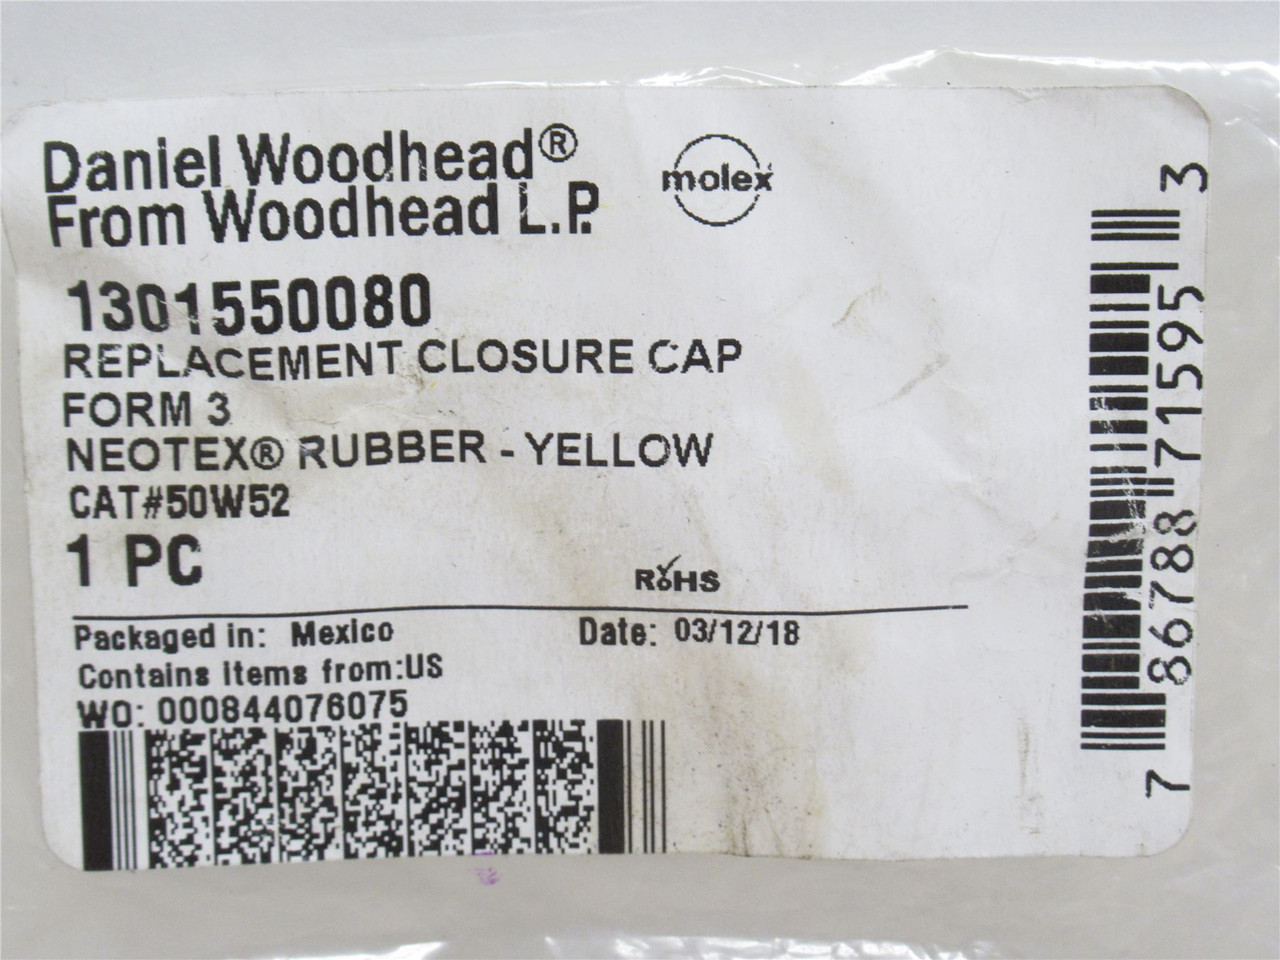 Daniel Woodhead®
From Woodhead L.P.
molex
1301550080
REPLACEMENT CLOSURE CAP
FORM 3
NEOTEX® RUBBER - YELLOW
CAT#50W52
1 PC
RoHS
Packaged in: Mexico
Date: 03/12/18
Contains items from:US
WO: 000844076075
7 86788 71595 3